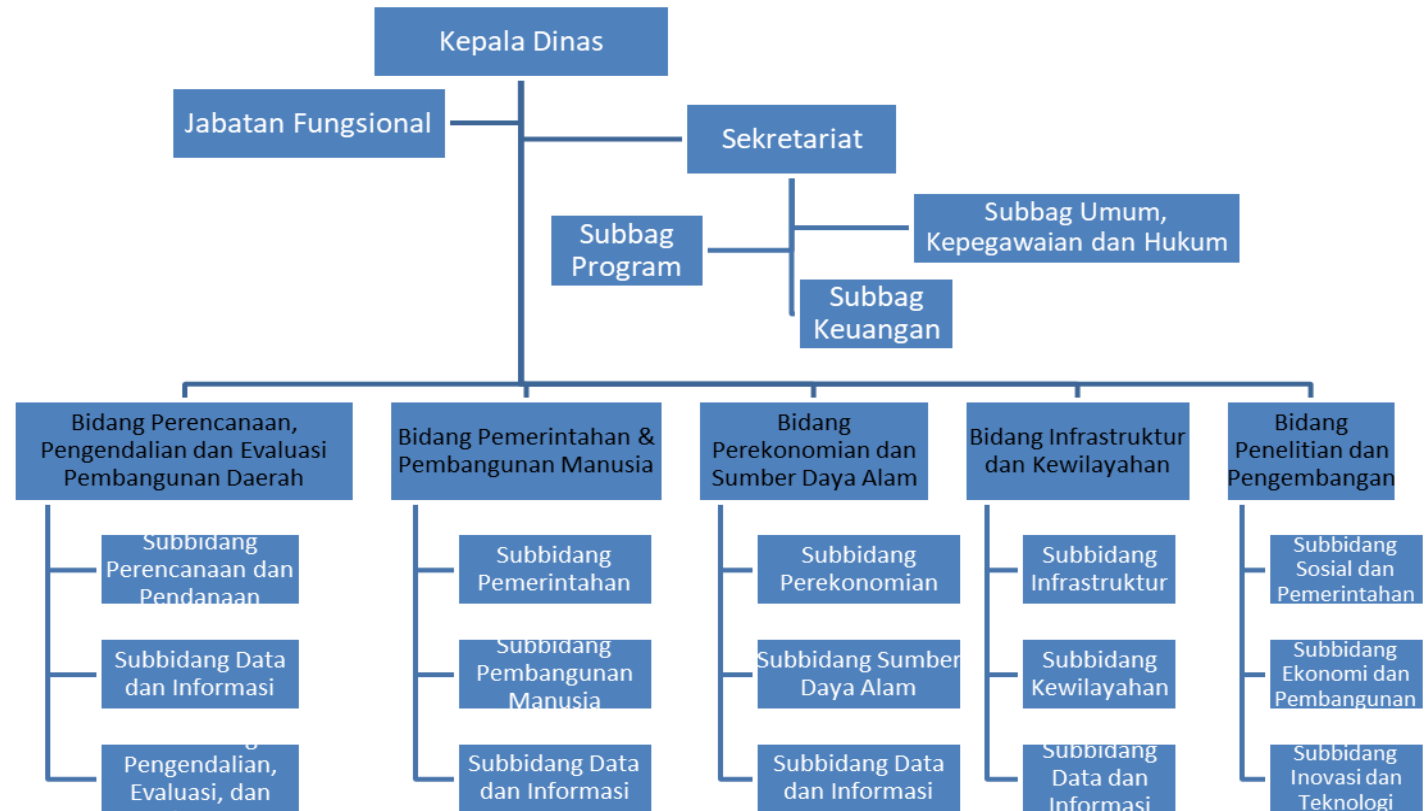 Kepala Dinas
Jabatan Fungsional
Sekretariat
Subbag
Program
Subbag Umum,
Kepegawaian dan Hukum
Subbag
Keuangan
Bidang Perencanaan,
Pengendalian dan Evaluasi
Pembangunan Daerah
Subbidang
Perencanaan dan
Pendanaan
Subbidang Data
dan Informasi
Pengendalian,
Evaluasi, dan
Bidang Pemerintahan &
Pembangunan Manusia
Subbidang
Pemerintahan
Subbidang
Pembangunan
Manusia
Subbidang Data
dan Informasi
Bidang
Perekonomian dan
Sumber Daya Alam
Subbidang
Perekonomian
Subbidang Sumber
Daya Alam
Subbidang Data
dan Informasi
Bidang Infrastruktur
dan Kewilayahan
Subbidang
Infrastruktur
Subbidang
Kewilayahan
Subbidang
Data dan
Informasi
Bidang
Penelitian dan
Pengembangan
Subbidang
Sosial dan
Pemerintahan
Subbidang
Ekonomi dan
Pembangunan
Subbidang
Inovasi dan
Teknologi